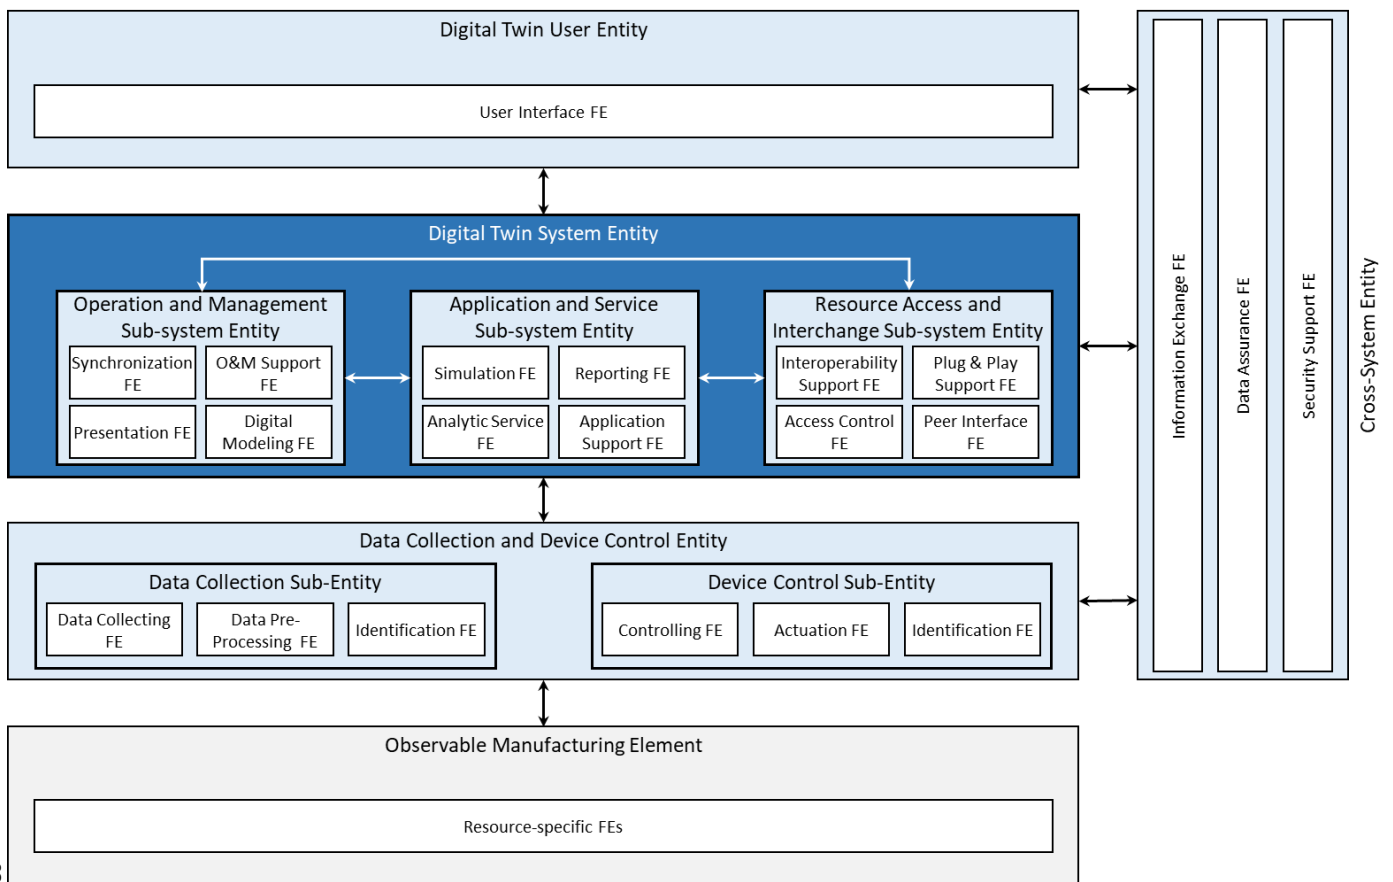 Digital Twin User Entity
User Interface FE
Digital Twin System Entity
Operation and Management
Sub-system Entity
Synchronization
FE
O&M Support
FE
Presentation FE
Digital
Modeling FE
Application and Service
Sub-system Entity
Simulation FE
Reporting FE
Analytic Service
FE
Application
Support FE
Resource Access and
Interchange Sub-system Entity
Interoperability
Support FE
Plug & Play
Support FE
Access Control
FE
Peer Interface
FE
Data Collection and Device Control Entity
Data Collection Sub-Entity
Data Collecting
FE
Data Pre-
Processing FE
Identification FE
Device Control Sub-Entity
Controlling FE
Actuation FE
Identification FE
Observable Manufacturing Element
Resource-specific FEs
Information Exchange FE
Data Assurance FE
Security Support FE
Cross-System Entity